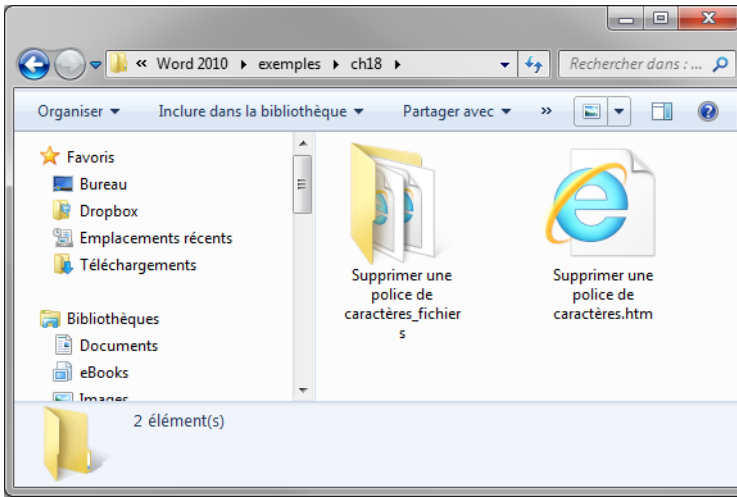 « Word 2010 exemples ch18
Rechercher dans : ...
Organiser Inclure dans la bibliothèque Partager avec »
Favoris
Bureau
Dropbox
Emplacements récents
Téléchargements
Bibliothèques
Documents
eBooks
Images
Supprimer une
police de
caractères_fichier
s
Supprimer une
police de
caractères.htm
2 élément(s)